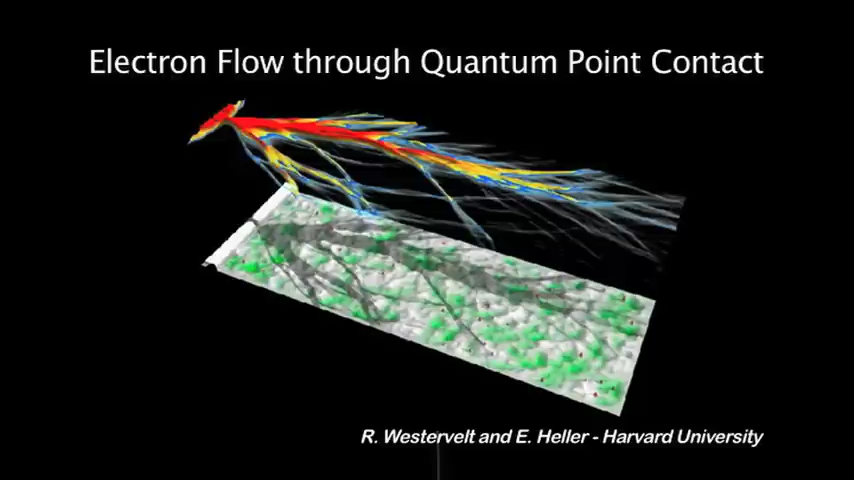 Electron Flow through Quantum Point Contact
R. Westervelt and E. Heller - Harvard University